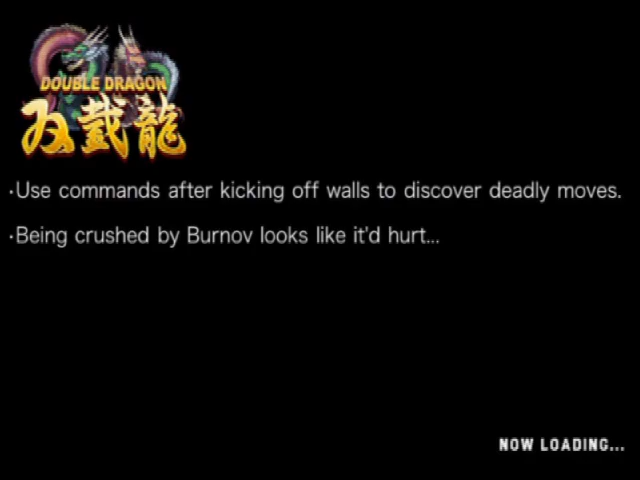 DOUBLE DRAGON
双截龍
·Use commands after kicking off walls to discover deadly moves.
·Being crushed by Burnov looks like it'd hurt...
NOW LOADING...